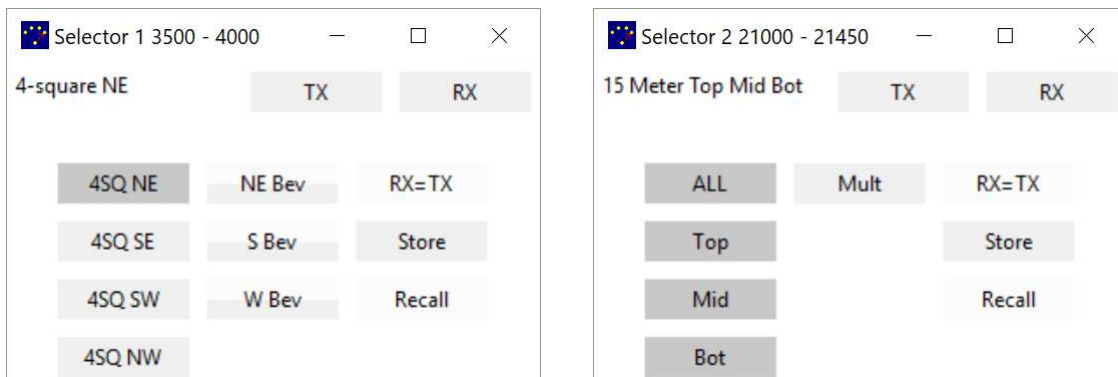 Selector 1 3500 - 4000
4-square NE TX RX
4SQ NE NE Bev RX=TX
4SQ SE S Bev Store
4SQ SW W Bev Recall
4SQ NW
Selector 2 21000 - 21450
15 Meter Top Mid Bot TX RX
ALL Mult RX=TX
Top Store
Mid Recall
Bot